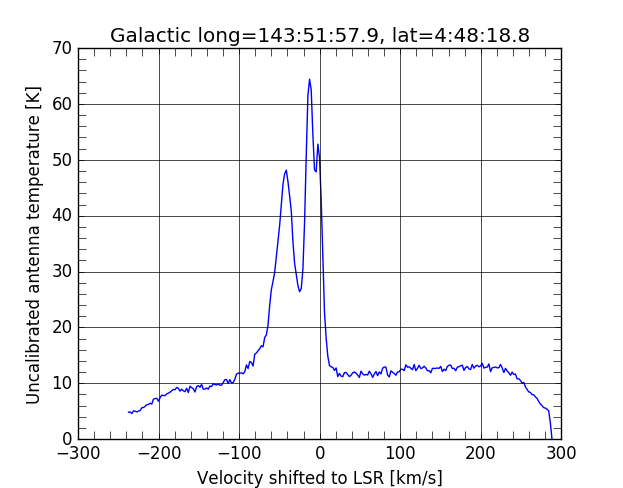 Galactic long=143:51:57.9, lat=4:48:18.8
70
60
50
40
30
20
10
0
Uncalibrated antenna temperature [K]
−300 −200 −100 0 100 200 300
Velocity shifted to LSR [km/s]